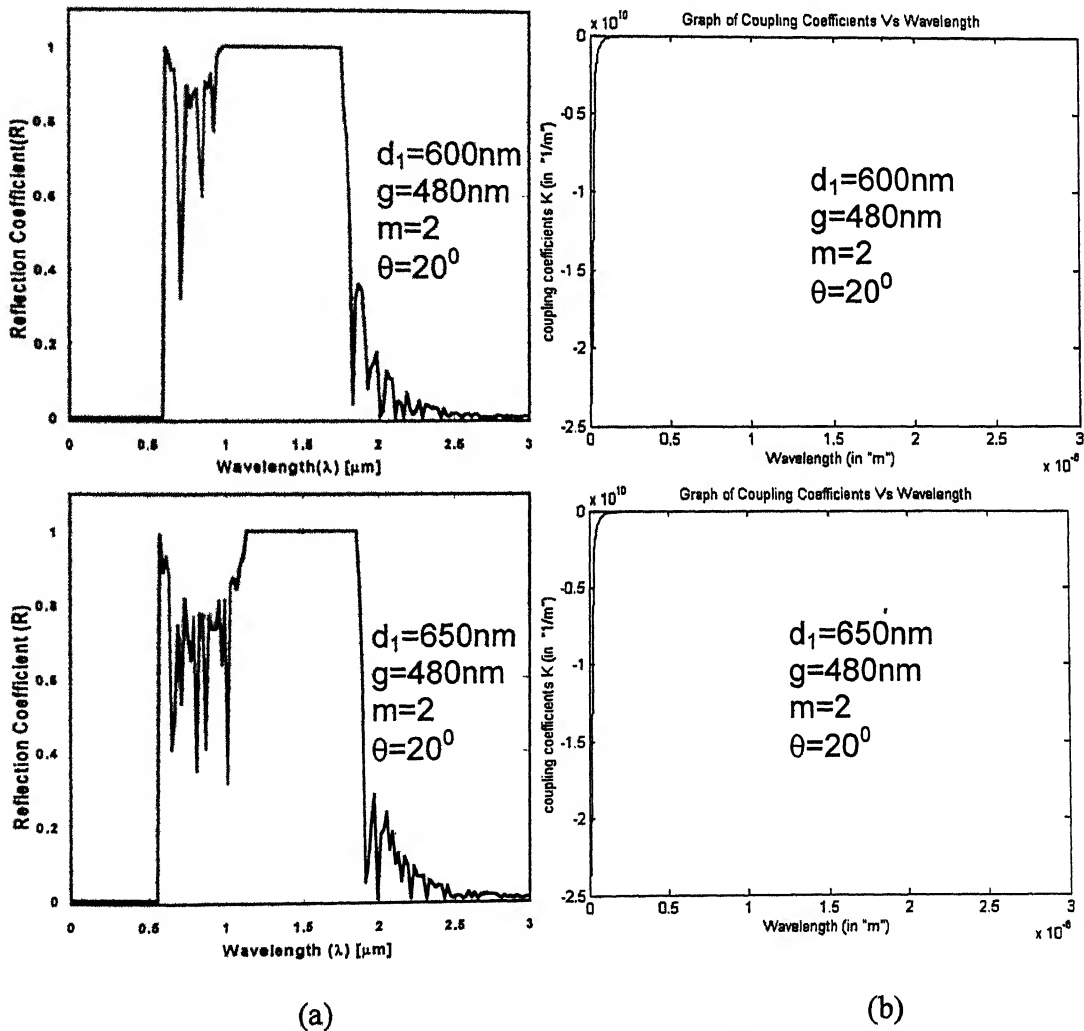 Reflection Coefficient(R)
1
0.8
0.6
0.4
0.2
0
d₁=600nm
g=480nm
m=2
θ=20⁰
0 0.5 1 1.5 2 2.5 3
Wavelength(λ) [µm]
x 10¹⁰
Graph of Coupling Coefficients Vs Wavelength
coupling coefficients K (in "1/m")
0
-0.5
-1
-1.5
-2
-2.5
d₁=600nm
g=480nm
m=2
θ=20⁰
0 0.5 1 1.5 2 2.5 3
Wavelength (in "m")
x 10⁻⁶
Reflection Coefficient (R)
1
0.8
0.6
0.4
0.2
0
d₁=650nm
g=480nm
m=2
θ=20⁰
0 0.5 1 1.5 2 2.5 3
Wavelength (λ) [µm]
x 10¹⁰
Graph of Coupling Coefficients Vs Wavelength
coupling coefficients K (in "1/m")
0
-0.5
-1
-1.5
-2
-2.5
d₁=650nm
g=480nm
m=2
θ=20⁰
0 0.5 1 1.5 2 2.5 3
Wavelength (in "m")
x 10⁻⁶
(a)
(b)